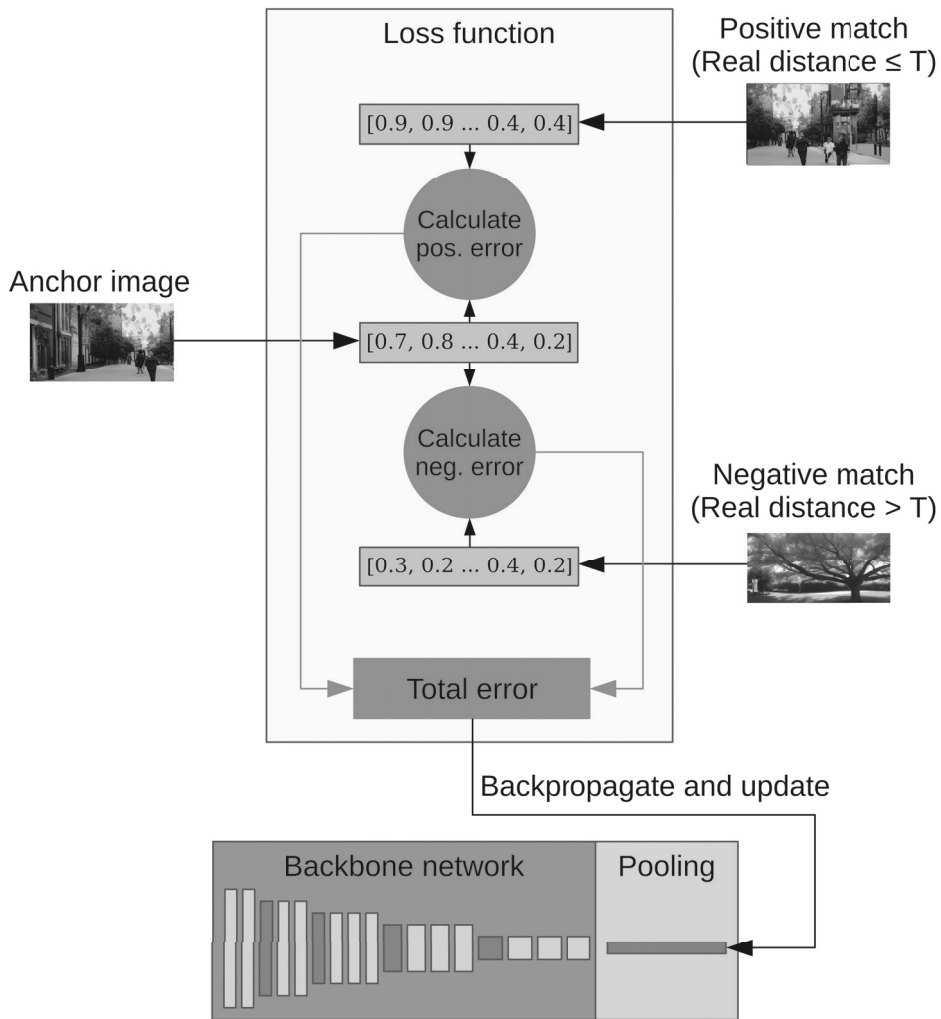 Loss function
Positive match
(Real distance ≤ T)
[0.9, 0.9 ... 0.4, 0.4]
Calculate
pos. error
Anchor image
[0.7, 0.8 ... 0.4, 0.2]
Calculate
neg. error
Negative match
(Real distance > T)
[0.3, 0.2 ... 0.4, 0.2]
Total error
Backpropagate and update
Backbone network
Pooling